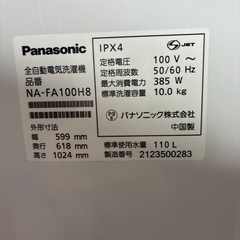 Panasonic
全自動電気洗濯機
品番
NA-FA100H8
外形寸法
幅 599 mm
奥行 618 mm
高さ 1024 mm
IPX4
JET
定格電圧 100 V ～
定格周波数 50/60 Hz
最大消費電力 385 W
標準洗濯容量 10.0 kg
パナソニック株式会社
中国製
標準使用水量 110 L
製造番号 2123500283